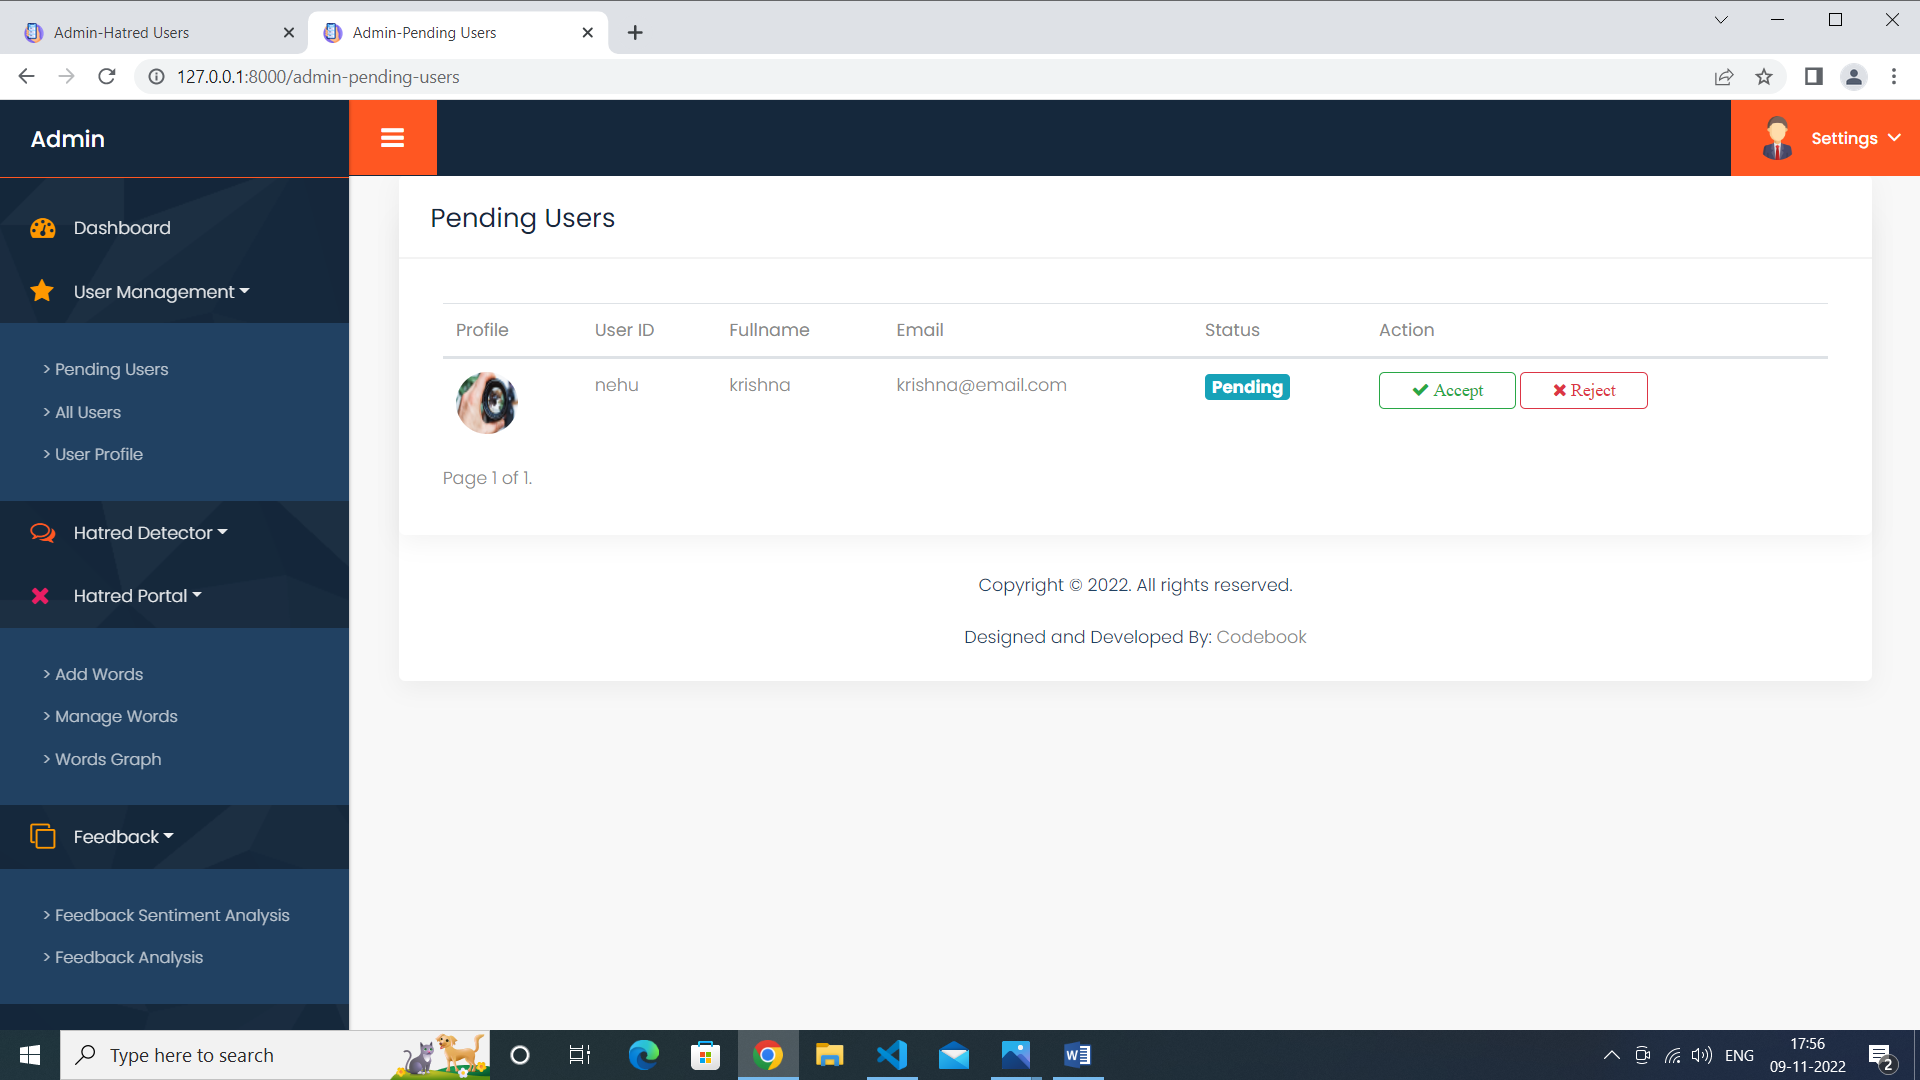 Admin-Hatred Users
Admin-Pending Users
127.0.0.1:8000/admin-pending-users
Admin
Settings
Dashboard
User Management
> Pending Users
> All Users
> User Profile
Hatred Detector
Hatred Portal
> Add Words
> Manage Words
> Words Graph
Feedback
> Feedback Sentiment Analysis
> Feedback Analysis
Pending Users
Profile User ID Fullname Email Status Action
nehu krishna krishna@email.com Pending Accept Reject
Page 1 of 1.
Copyright © 2022. All rights reserved.
Designed and Developed By: Codebook
Type here to search
ENG
17:56
09-11-2022
2